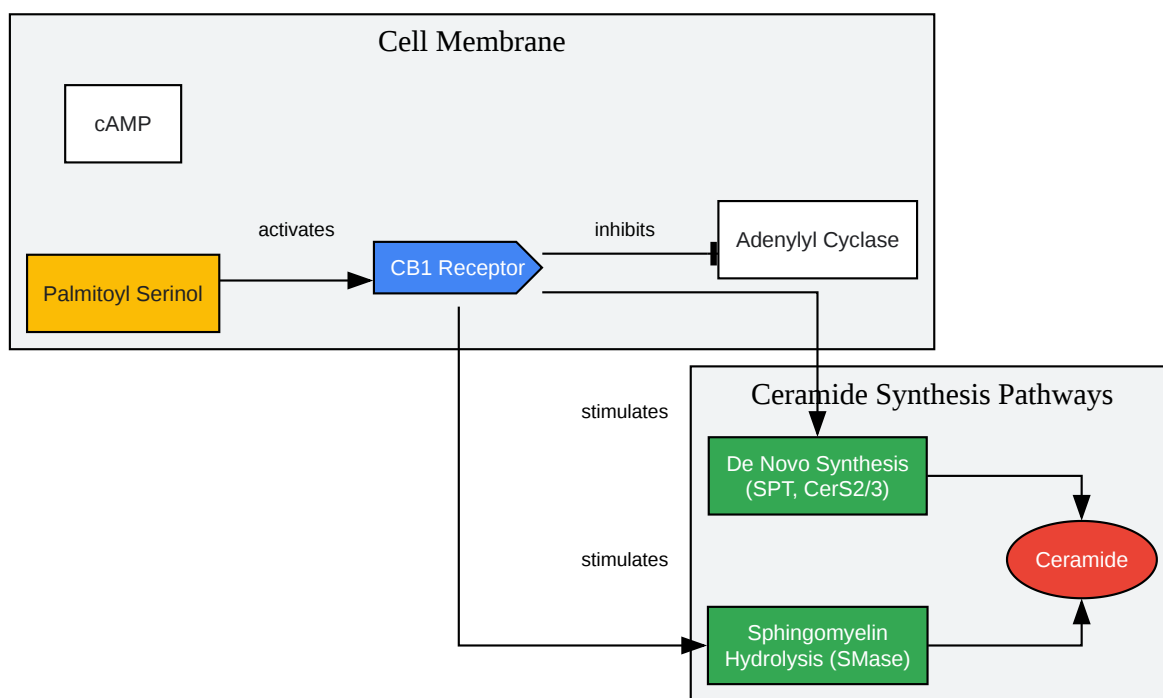 Cell Membrane
cAMP
activates
inhibits
Adenylyl Cyclase
CB1 Receptor
Palmitoyl Serinol
Ceramide Synthesis Pathways
stimulates
De Novo Synthesis
(SPT, CerS2/3)
stimulates
Ceramide
Sphingomyelin
Hydrolysis (SMase)